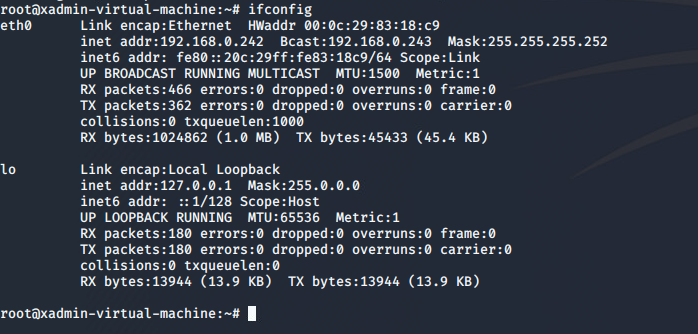 root@xadmin-virtual-machine:~# ifconfig
eth0      Link encap:Ethernet  HWaddr 00:0c:29:83:18:c9
          inet addr:192.168.0.242  Bcast:192.168.0.243  Mask:255.255.255.252
          inet6 addr: fe80::20c:29ff:fe83:18c9/64 Scope:Link
          UP BROADCAST RUNNING MULTICAST  MTU:1500  Metric:1
          RX packets:466 errors:0 dropped:0 overruns:0 frame:0
          TX packets:362 errors:0 dropped:0 overruns:0 carrier:0
          collisions:0 txqueuelen:1000
          RX bytes:1024862 (1.0 MB)  TX bytes:45433 (45.4 KB)
lo        Link encap:Local Loopback
          inet addr:127.0.0.1  Mask:255.0.0.0
          inet6 addr: ::1/128 Scope:Host
          UP LOOPBACK RUNNING  MTU:65536  Metric:1
          RX packets:180 errors:0 dropped:0 overruns:0 frame:0
          TX packets:180 errors:0 dropped:0 overruns:0 carrier:0
          collisions:0 txqueuelen:0
          RX bytes:13944 (13.9 KB)  TX bytes:13944 (13.9 KB)
root@xadmin-virtual-machine:~#